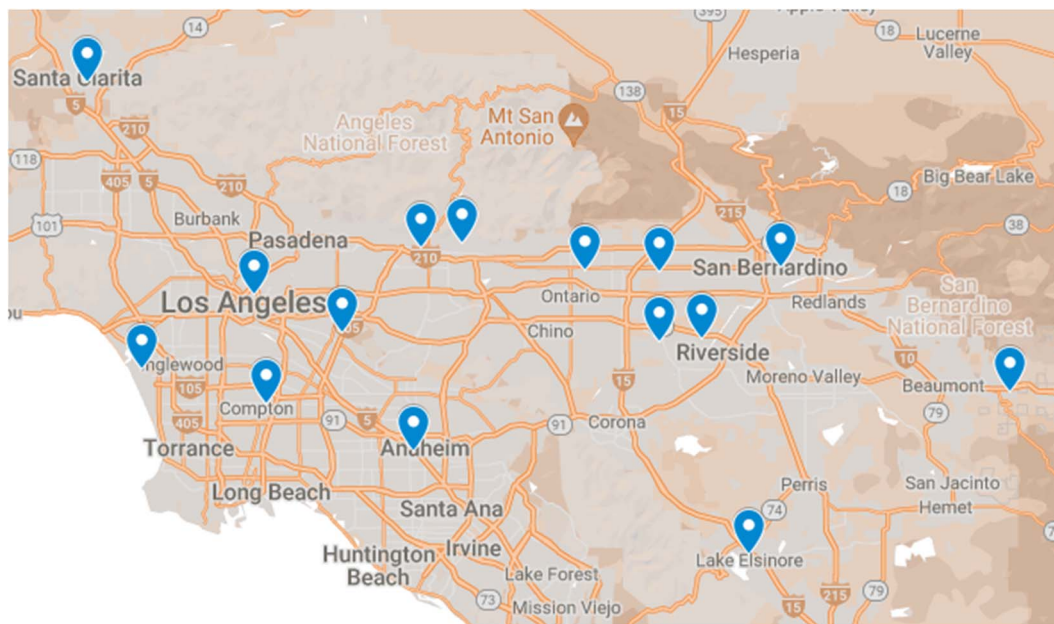 395
Apple Valley
14
18
Lucerne
Valley
Hesperia
Santa Clarita
5
138
15
Mt San
Antonio
Angeles
National Forest
210
118
405
5
210
Big Bear Lake
18
215
Burbank
101
Pasadena
210
38
San Bernardino
Los Angeles
Ontario
Redlands
San
Bernardino
National Forest
Chino
Riverside
Inglewood
105
Compton
15
Moreno Valley
10
Beaumont
405
91
5
91
Corona
79
Torrance
Anaheim
Long Beach
Santa Ana
Perris
San Jacinto
Hemet
74
Huntington
Beach
Irvine
Lake Elsinore
Lake Forest
73
Mission Viejo
15
215
79